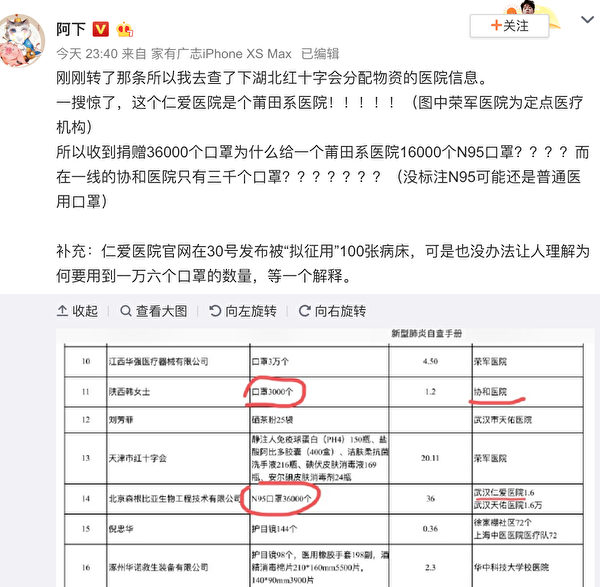 阿下
+关注
今天 23:40 来自 家有广志iPhone XS Max 已编辑
刚刚转了那条所以我去查了下湖北红十字会分配物资的医院信息。
一搜惊了，这个仁爱医院是个莆田系医院！！！！！（图中荣军医院为定点医疗
机构）
所以收到捐赠36000个口罩为什么给一个莆田系医院16000个N95口罩？？？？而
在一线的协和医院只有三千个口罩？？？？？？？（没标注N95可能还是普通医
用口罩）
补充：仁爱医院官网在30号发布被“拟征用”100张病床，可是也没办法让人理解为
何要用到一万六个口罩的数量，等一个解释。
收起 查看大图 向左旋转 向右旋转
新型肺炎自查手册
10 江西华强医疗器械有限公司 口罩3万个 4.50 荣军医院
11 陕西韩女士 口罩3000个 1.2 协和医院
12 刘芳菲 硒茶粉25袋 武汉市天佑医院
13 天津市红十字会 静注人免疫球蛋白（PH4）150瓶、盐
酸阿比多胶囊（400盒）、洁肤柔抗菌
洗手液216瓶、碘伏皮肤消毒液169
瓶、安尔碘皮肤消毒剂24瓶 20.11 荣军医院
14 北京森根比亚生物工程技术有限公司 N95口罩36000个 36 武汉仁爱医院1.6
武汉天佑医院1.6万
15 倪思华 护目镜144个 0.36 徐家棚社区72个
上海中医医院医疗队72
16 涿州华诺救生装备有限公司 护目镜98个，医用橡胶手套198副，酒
精消毒棉片210*160mm5500片，
140*90mm3900片 2.3 华中科技大学校医院